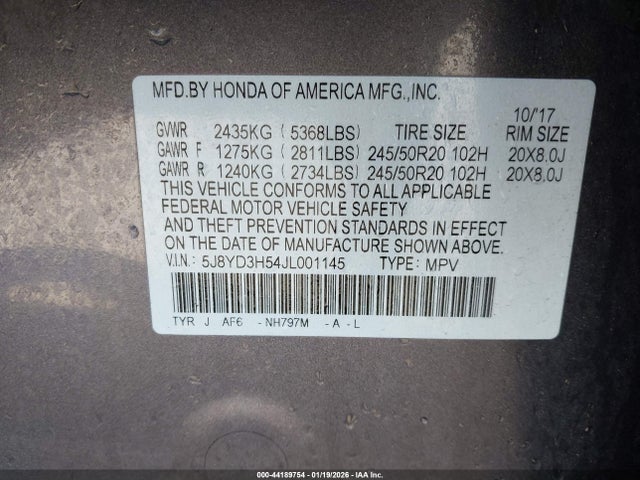 MFD.BY HONDA OF AMERICA MFG.,INC.
10/'17
GVWR 2435KG ( 5368LBS) TIRE SIZE RIM SIZE
GAWR F 1275KG ( 2811LBS) 245/50R20 102H 20X8.0J
GAWR R 1240KG ( 2734LBS) 245/50R20 102H 20X8.0J
THIS VEHICLE CONFORMS TO ALL APPLICABLE
FEDERAL MOTOR VEHICLE SAFETY
AND THEFT PREVENTION STANDARDS IN EFFECT
ON THE DATE OF MANUFACTURE SHOWN ABOVE.
V.I.N.: 5J8YD3H54JL001145 TYPE: MPV
TYR J AF6 -NH797M -A-L
000-44189754 - 01/19/2026 - IAA Inc.